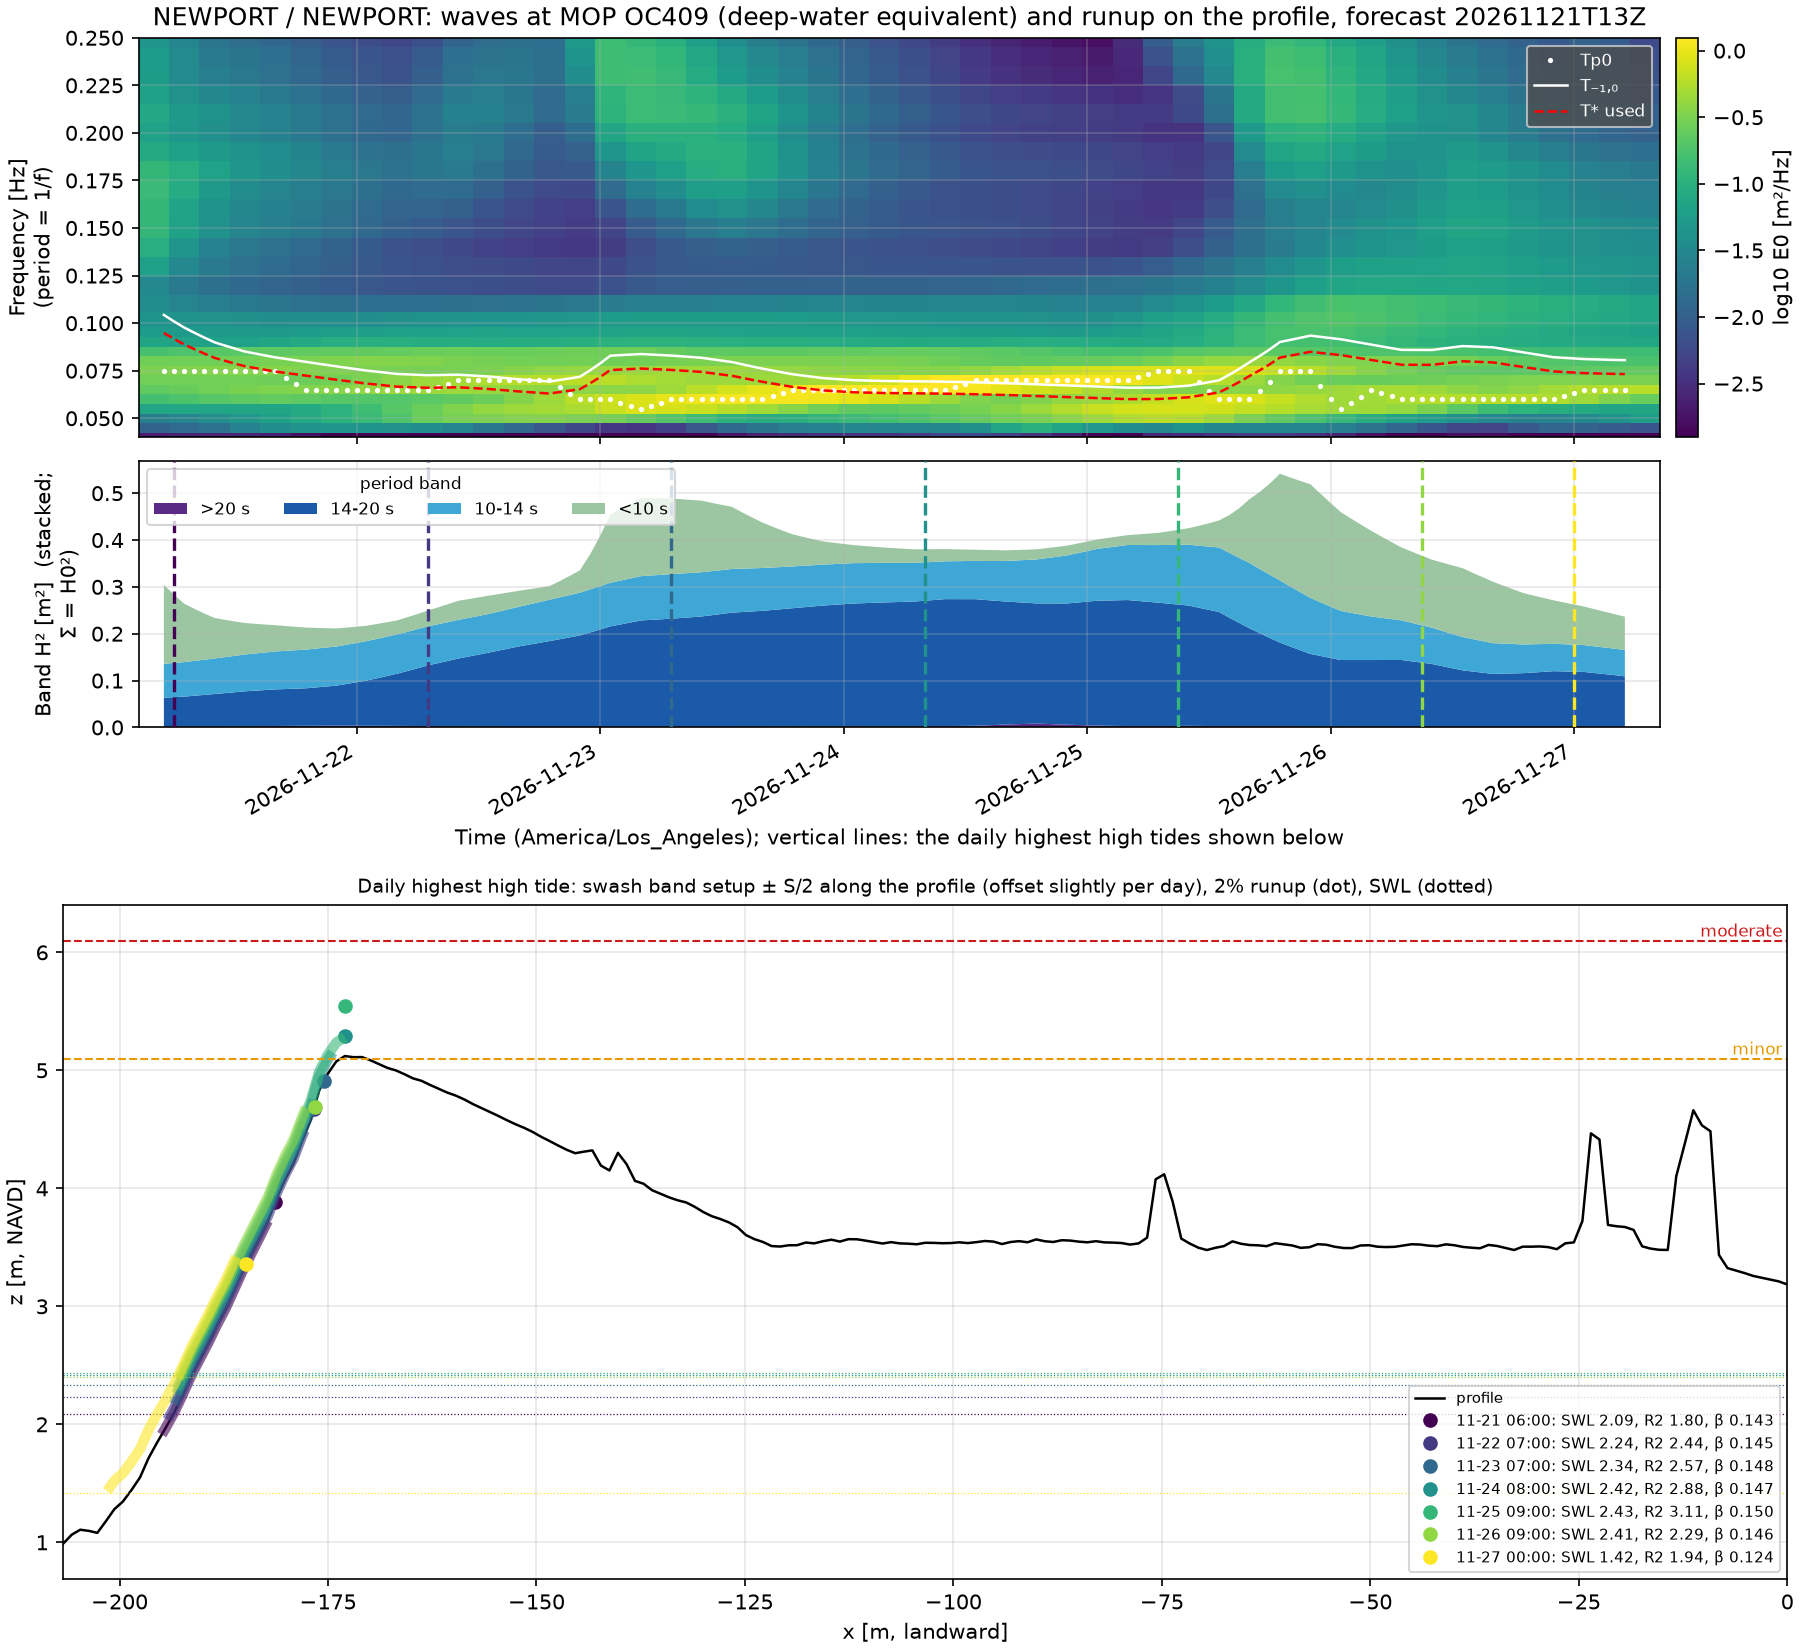 NEWPORT / NEWPORT: waves at MOP OC409 (deep-water equivalent) and runup on the profile, forecast 20261121T13Z
0.250
0.225
0.200
0.175
0.150
0.125
0.100
0.075
0.050
Frequency [Hz]
(period = 1/f)
Tp0
T₋₁,₀
T* used
0.0
−0.5
−1.0
−1.5
−2.0
−2.5
log10 E0 [m²/Hz]
0.5
0.4
0.3
0.2
0.1
0.0
Band H² [m²]  (stacked;
Σ = H0²)
period band
>20 s
14-20 s
10-14 s
<10 s
2026-11-22
2026-11-23
2026-11-24
2026-11-25
2026-11-26
2026-11-27
Time (America/Los_Angeles); vertical lines: the daily highest high tides shown below
Daily highest high tide: swash band setup ± S/2 along the profile (offset slightly per day), 2% runup (dot), SWL (dotted)
moderate
minor
6
5
4
3
2
1
z [m, NAVD]
profile
11-21 06:00: SWL 2.09, R2 1.80, β 0.143
11-22 07:00: SWL 2.24, R2 2.44, β 0.145
11-23 07:00: SWL 2.34, R2 2.57, β 0.148
11-24 08:00: SWL 2.42, R2 2.88, β 0.147
11-25 09:00: SWL 2.43, R2 3.11, β 0.150
11-26 09:00: SWL 2.41, R2 2.29, β 0.146
11-27 00:00: SWL 1.42, R2 1.94, β 0.124
−200
−175
−150
−125
−100
−75
−50
−25
0
x [m, landward]